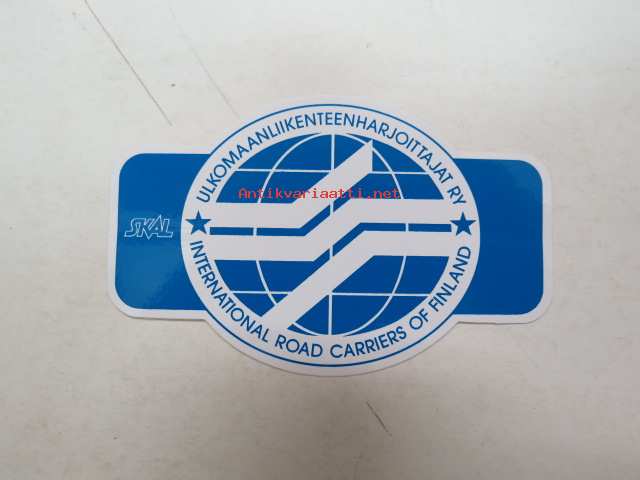 ULKOMAANLIIKENTEENHARJOITTAJAT RY
Antikvariaatti.net
SKAL
INTERNATIONAL ROAD CARRIERS OF FINLAND